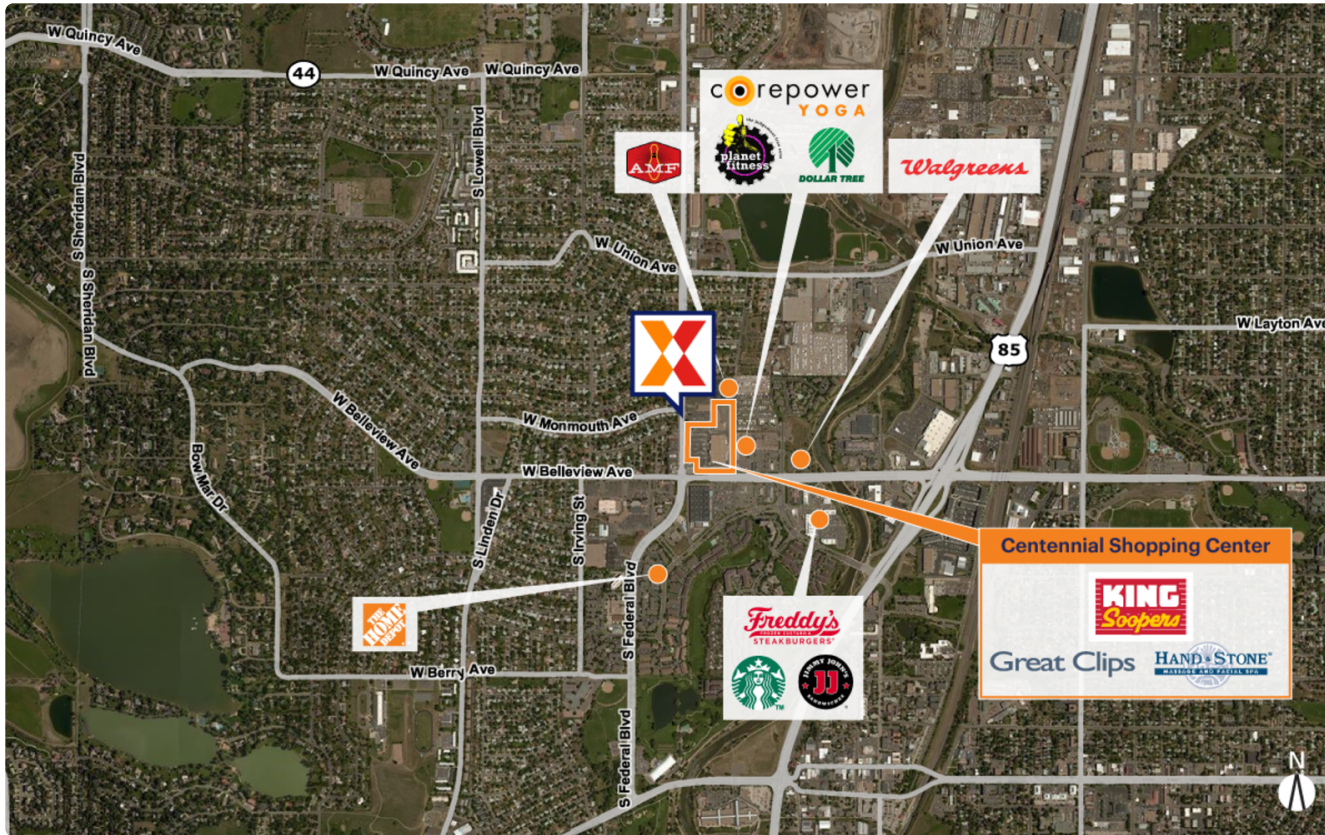 W Quincy Ave
44
W Quincy Ave
W Quincy Ave
corepower
YOGA
AMF
planet
fitness
DOLLAR TREE
Walgreens
S Sheridan Blvd
S Lowell Blvd
W Union Ave
W Union Ave
S Sheridan Blvd
W Layton Ave
85
W Belleview Ave
W Monmouth Ave
W Belleview Ave
Bow Mar Dr
S Linden Dr
S Irving St
S Federal Blvd
Centennial Shopping Center
KING
Soopers
Great Clips
HAND & STONE
MASSAGE AND FACIAL SPA
THE
HOME
DEPOT
Freddy's
FROZEN CUSTARD &
STEAKBURGERS
JIMMY JOHN'S
JJ
SANDWICHES
TM
W Berry Ave
S Federal Blvd
N